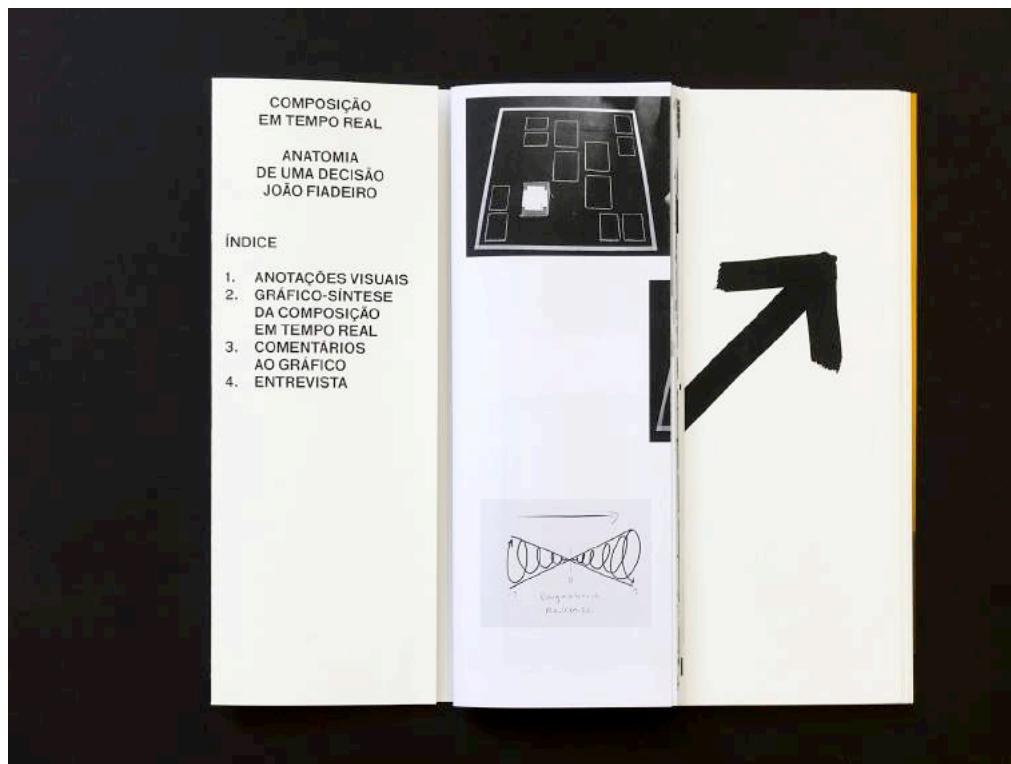 COMPOSIÇÃO
EM TEMPO REAL
ANATOMIA
DE UMA DECISÃO
JOÃO FIADEIRO
ÍNDICE
1. ANOTAÇÕES VISUAIS
2. GRÁFICO-SÍNTESE
DA COMPOSIÇÃO
EM TEMPO REAL
3. COMENTÁRIOS
AO GRÁFICO
4. ENTREVISTA